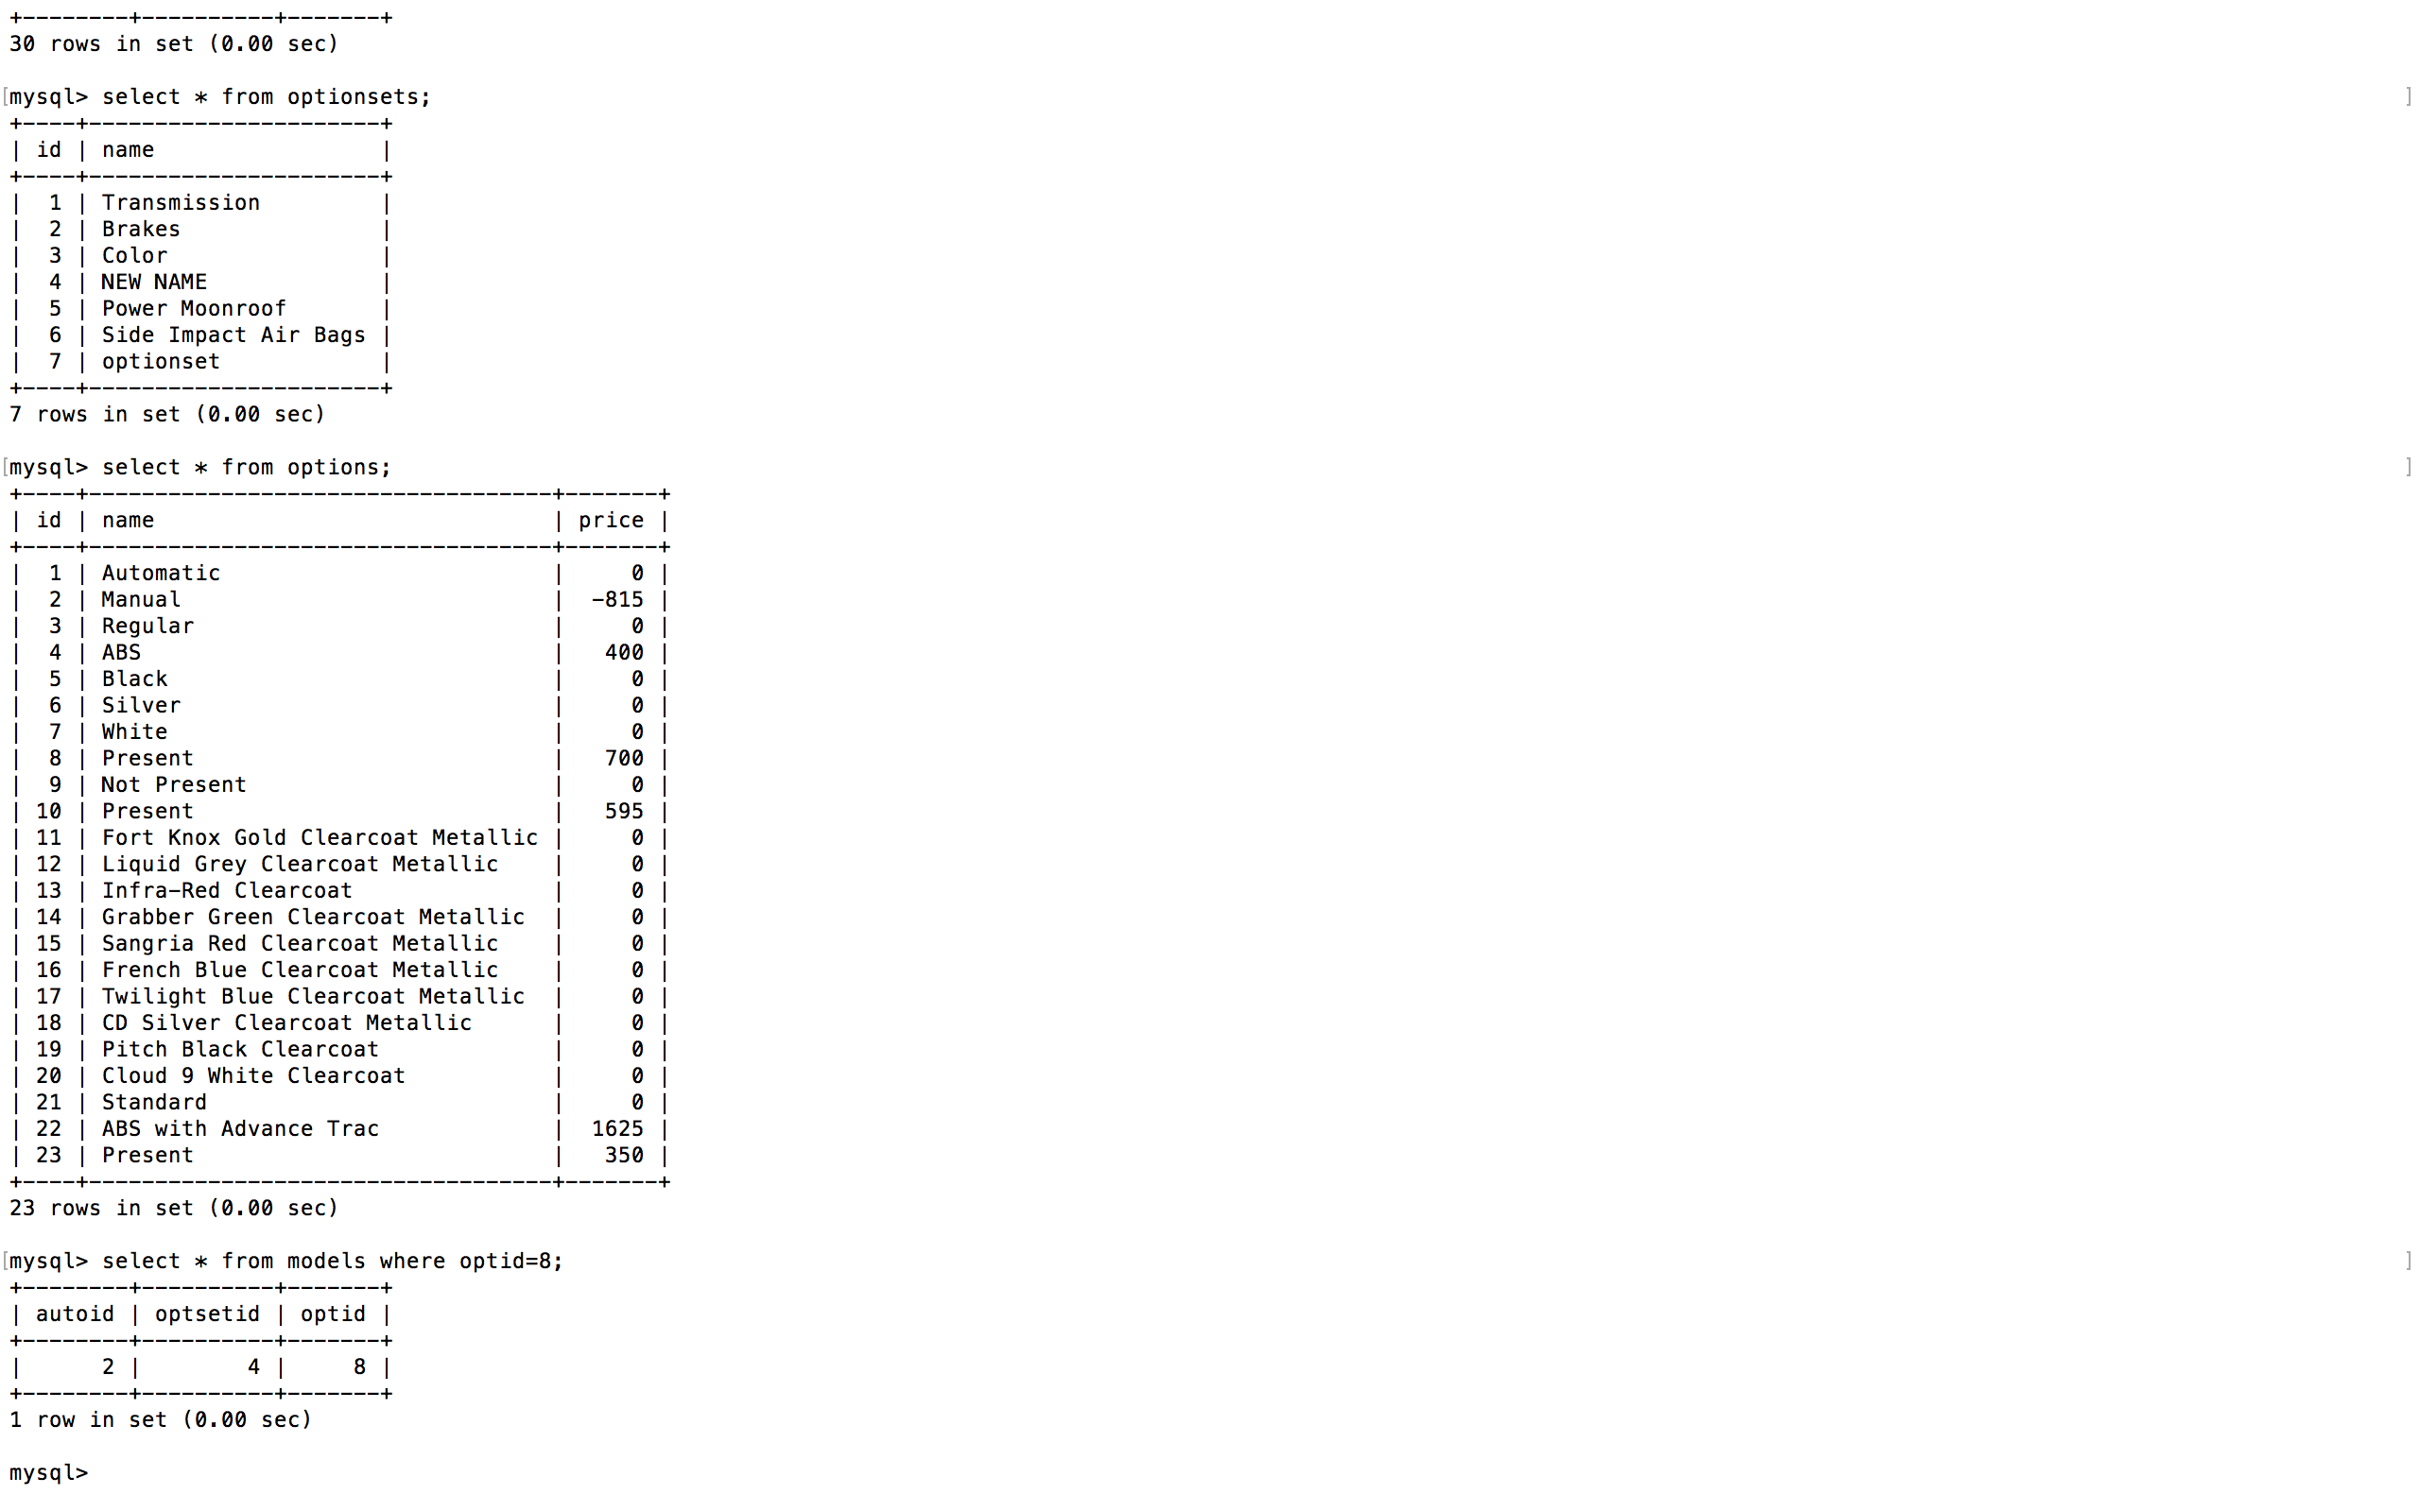 +--------+----------+-------+
30 rows in set (0.00 sec)
[mysql> select * from optionsets; ]
+----+----------------------+
| id | name                 |
+----+----------------------+
|  1 | Transmission         |
|  2 | Brakes               |
|  3 | Color                |
|  4 | NEW NAME             |
|  5 | Power Moonroof       |
|  6 | Side Impact Air Bags |
|  7 | optionset            |
+----+----------------------+
7 rows in set (0.00 sec)
[mysql> select * from options; ]
+----+-----------------------------------+-------+
| id | name                              | price |
+----+-----------------------------------+-------+
|  1 | Automatic                         |     0 |
|  2 | Manual                            |  -815 |
|  3 | Regular                           |     0 |
|  4 | ABS                               |   400 |
|  5 | Black                             |     0 |
|  6 | Silver                            |     0 |
|  7 | White                             |     0 |
|  8 | Present                           |   700 |
|  9 | Not Present                       |     0 |
| 10 | Present                           |   595 |
| 11 | Fort Knox Gold Clearcoat Metallic |     0 |
| 12 | Liquid Grey Clearcoat Metallic    |     0 |
| 13 | Infra-Red Clearcoat               |     0 |
| 14 | Grabber Green Clearcoat Metallic  |     0 |
| 15 | Sangria Red Clearcoat Metallic    |     0 |
| 16 | French Blue Clearcoat Metallic    |     0 |
| 17 | Twilight Blue Clearcoat Metallic  |     0 |
| 18 | CD Silver Clearcoat Metallic      |     0 |
| 19 | Pitch Black Clearcoat             |     0 |
| 20 | Cloud 9 White Clearcoat           |     0 |
| 21 | Standard                          |     0 |
| 22 | ABS with Advance Trac             |  1625 |
| 23 | Present                           |   350 |
+----+-----------------------------------+-------+
23 rows in set (0.00 sec)
[mysql> select * from models where optid=8; ]
+--------+----------+-------+
| autoid | optsetid | optid |
+--------+----------+-------+
|      2 |        4 |     8 |
+--------+----------+-------+
1 row in set (0.00 sec)
mysql>